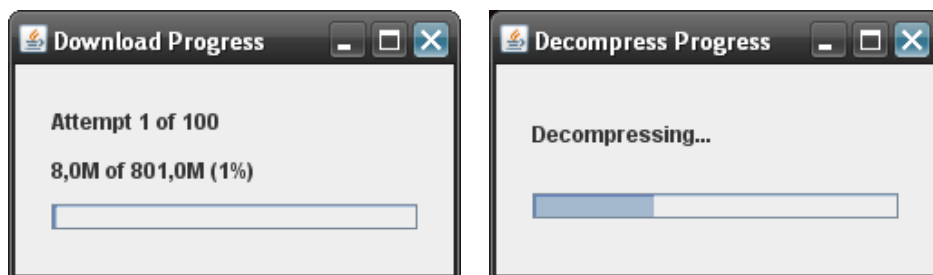 Download Progress
Attempt 1 of 100
8,0M of 801,0M (1%)
Decompress Progress
Decompressing...